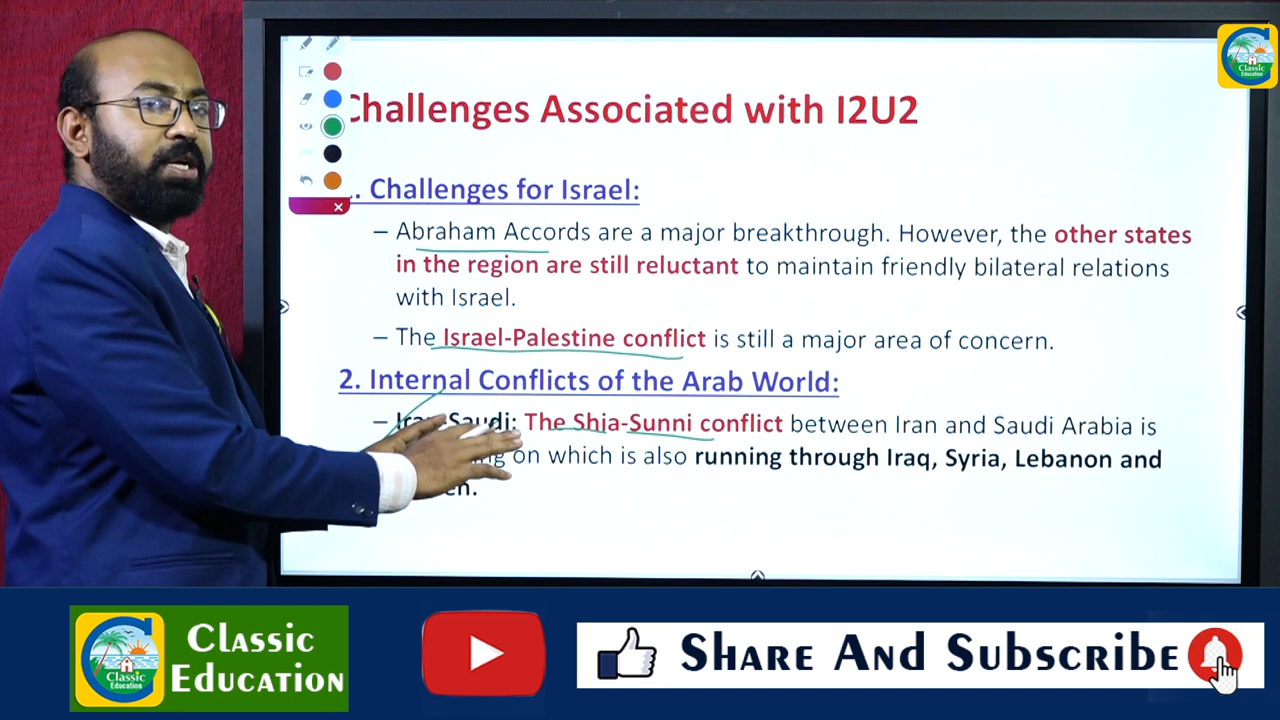 Classic
Education
Challenges Associated with I2U2
. Challenges for Israel:
– Abraham Accords are a major breakthrough. However, the other states
in the region are still reluctant to maintain friendly bilateral relations
with Israel.
– The Israel-Palestine conflict is still a major area of concern.
2. Internal Conflicts of the Arab World:
– Iran-Saudi: The Shia-Sunni conflict between Iran and Saudi Arabia is
on which is also running through Iraq, Syria, Lebanon and
Classic
Education
Classic
Education
Share And Subscribe